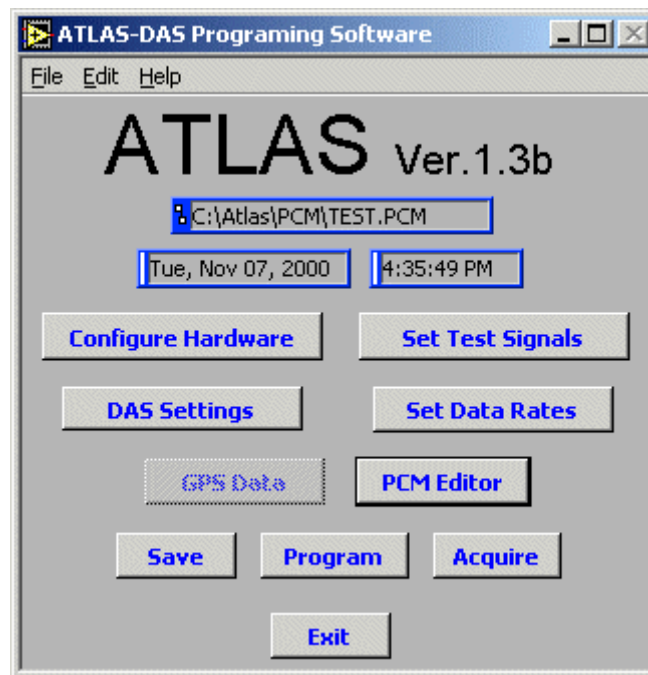 ATLAS-DAS Programing Software
File Edit Help
ATLAS Ver.1.3b
C:\Atlas\PCM\TEST.PCM
Tue, Nov 07, 2000 4:35:49 PM
Configure Hardware Set Test Signals
DAS Settings Set Data Rates
GPS Data PCM Editor
Save Program Acquire
Exit